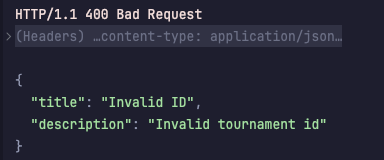 HTTP/1.1 400 Bad Request
(Headers) …content-type: application/json…
{
"title": "Invalid ID",
"description": "Invalid tournament id"
}